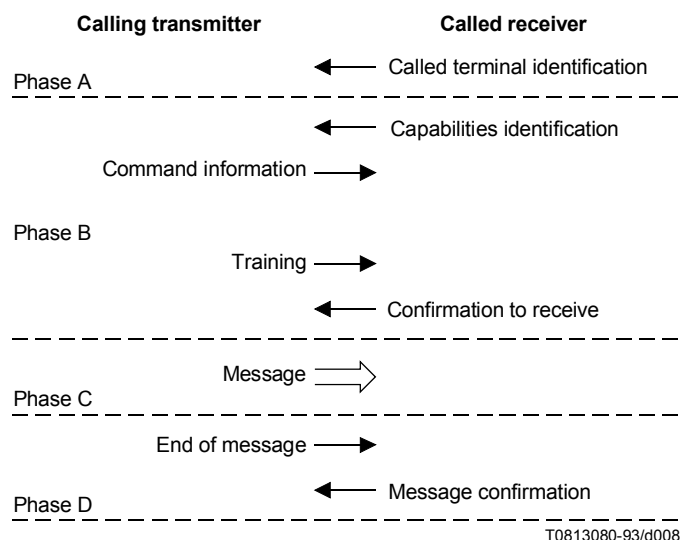 Calling transmitter Called receiver
Called terminal identification
Phase A
Capabilities identification
Command information
Phase B
Training
Confirmation to receive
Message
Phase C
End of message
Message confirmation
Phase D
T0813080-93/d008